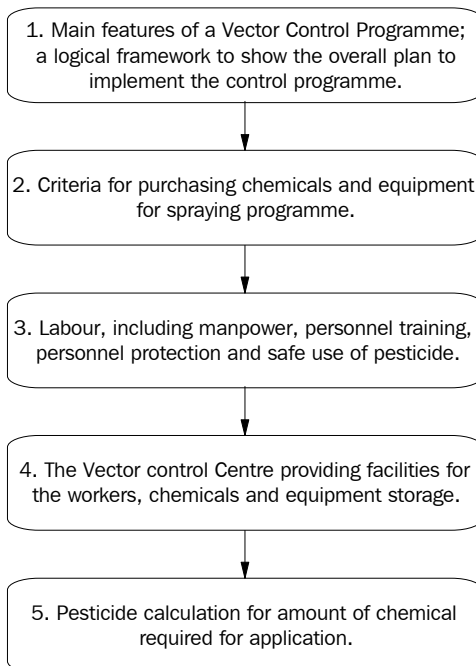 1. Main features of a Vector Control Programme;
a logical framework to show the overall plan to
implement the control programme.
2. Criteria for purchasing chemicals and equipment
for spraying programme.
3. Labour, including manpower, personnel training,
personnel protection and safe use of pesticide.
4. The Vector control Centre providing facilities for
the workers, chemicals and equipment storage.
5. Pesticide calculation for amount of chemical
required for application.